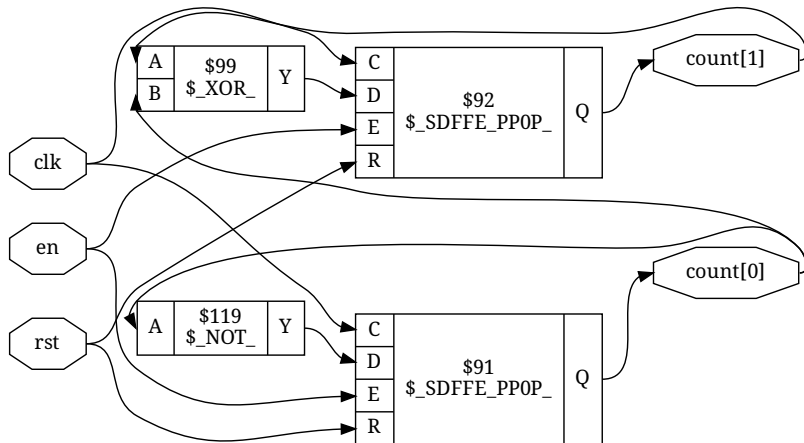 A
B
$99
$_XOR_
Y
C
D
E
R
$92
$_SDFFE_PP0P_
Q
count[1]
clk
en
rst
A
$119
$_NOT_
Y
C
D
E
R
$91
$_SDFFE_PP0P_
Q
count[0]